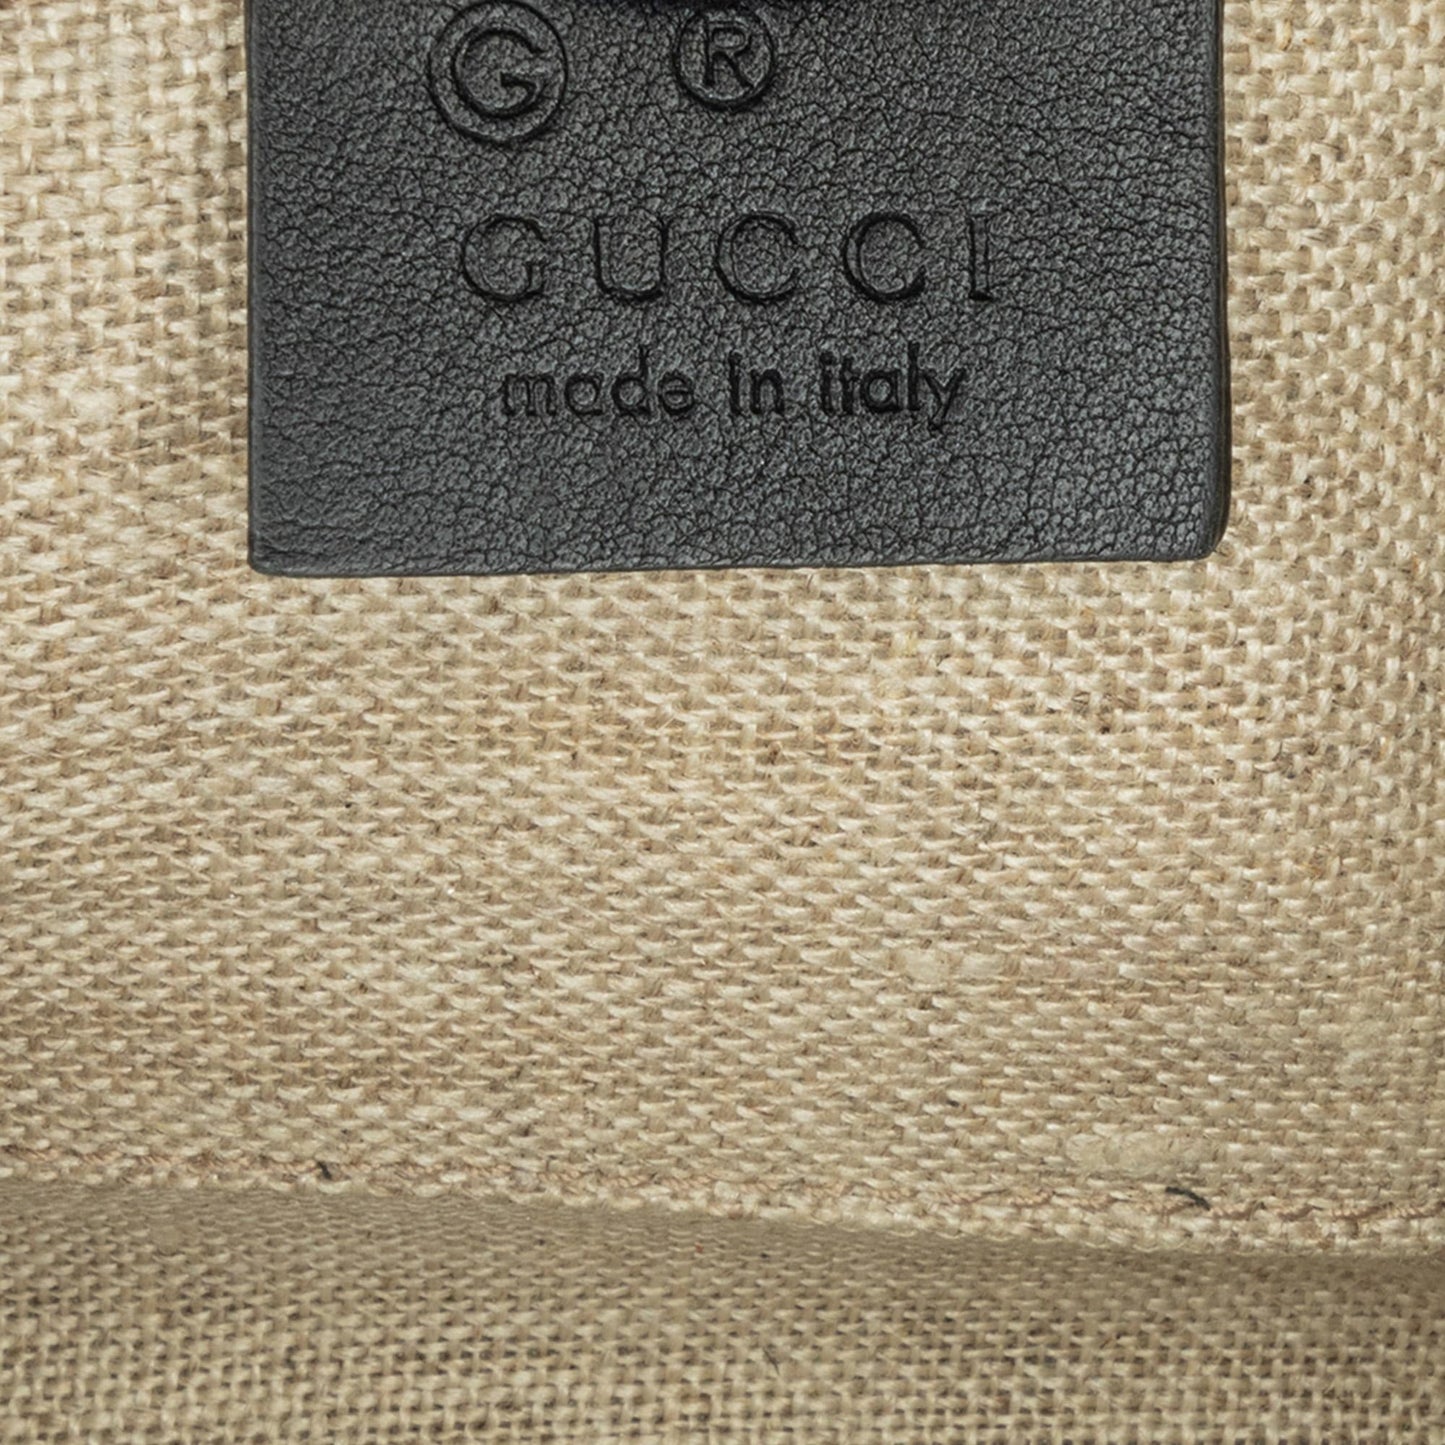 Ⓖ ®
GUCCI
made in italy